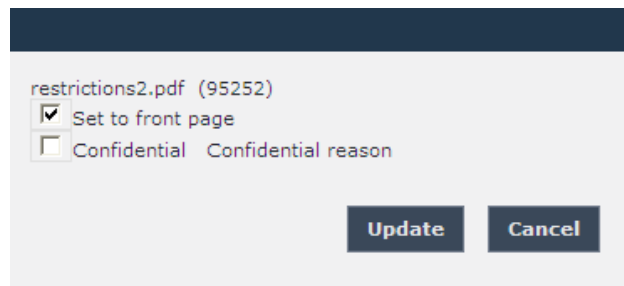 restrictions2.pdf (95252)
Set to front page
Confidential Confidential reason
Update Cancel